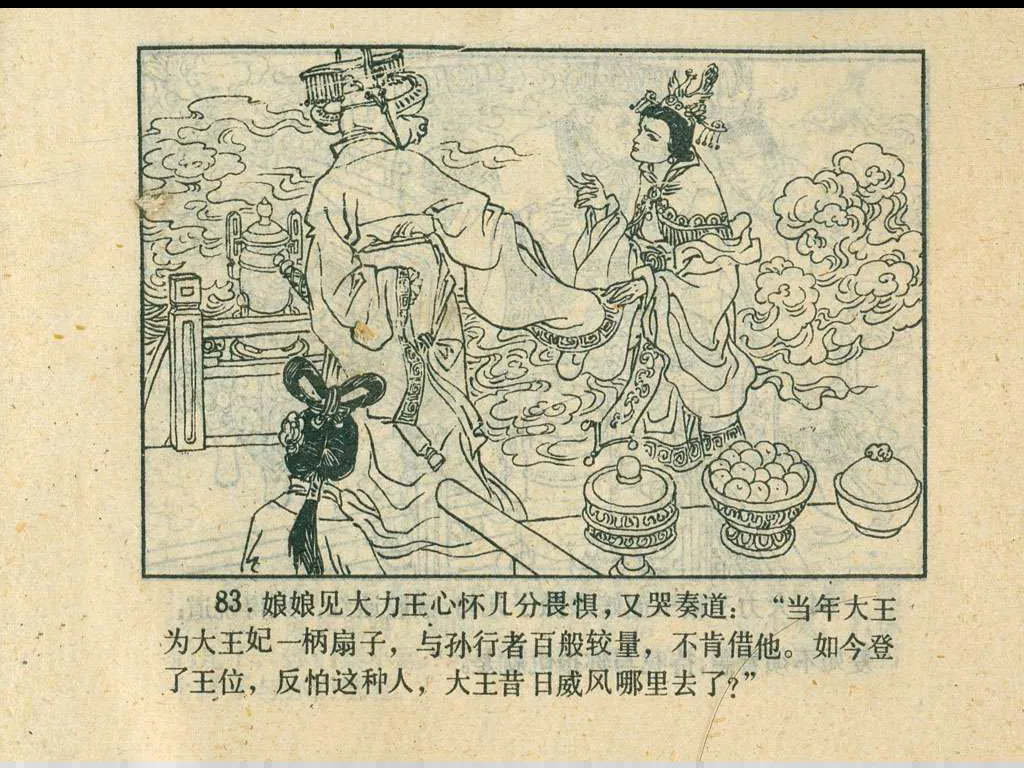 83.娘娘见大力王心怀几分畏惧,又哭奏道:“当年大王
为大王妃一柄扇子,与孙行者百般较量,不肯借他。如今登
了王位,反怕这种人,大王昔日威风哪里去了?”